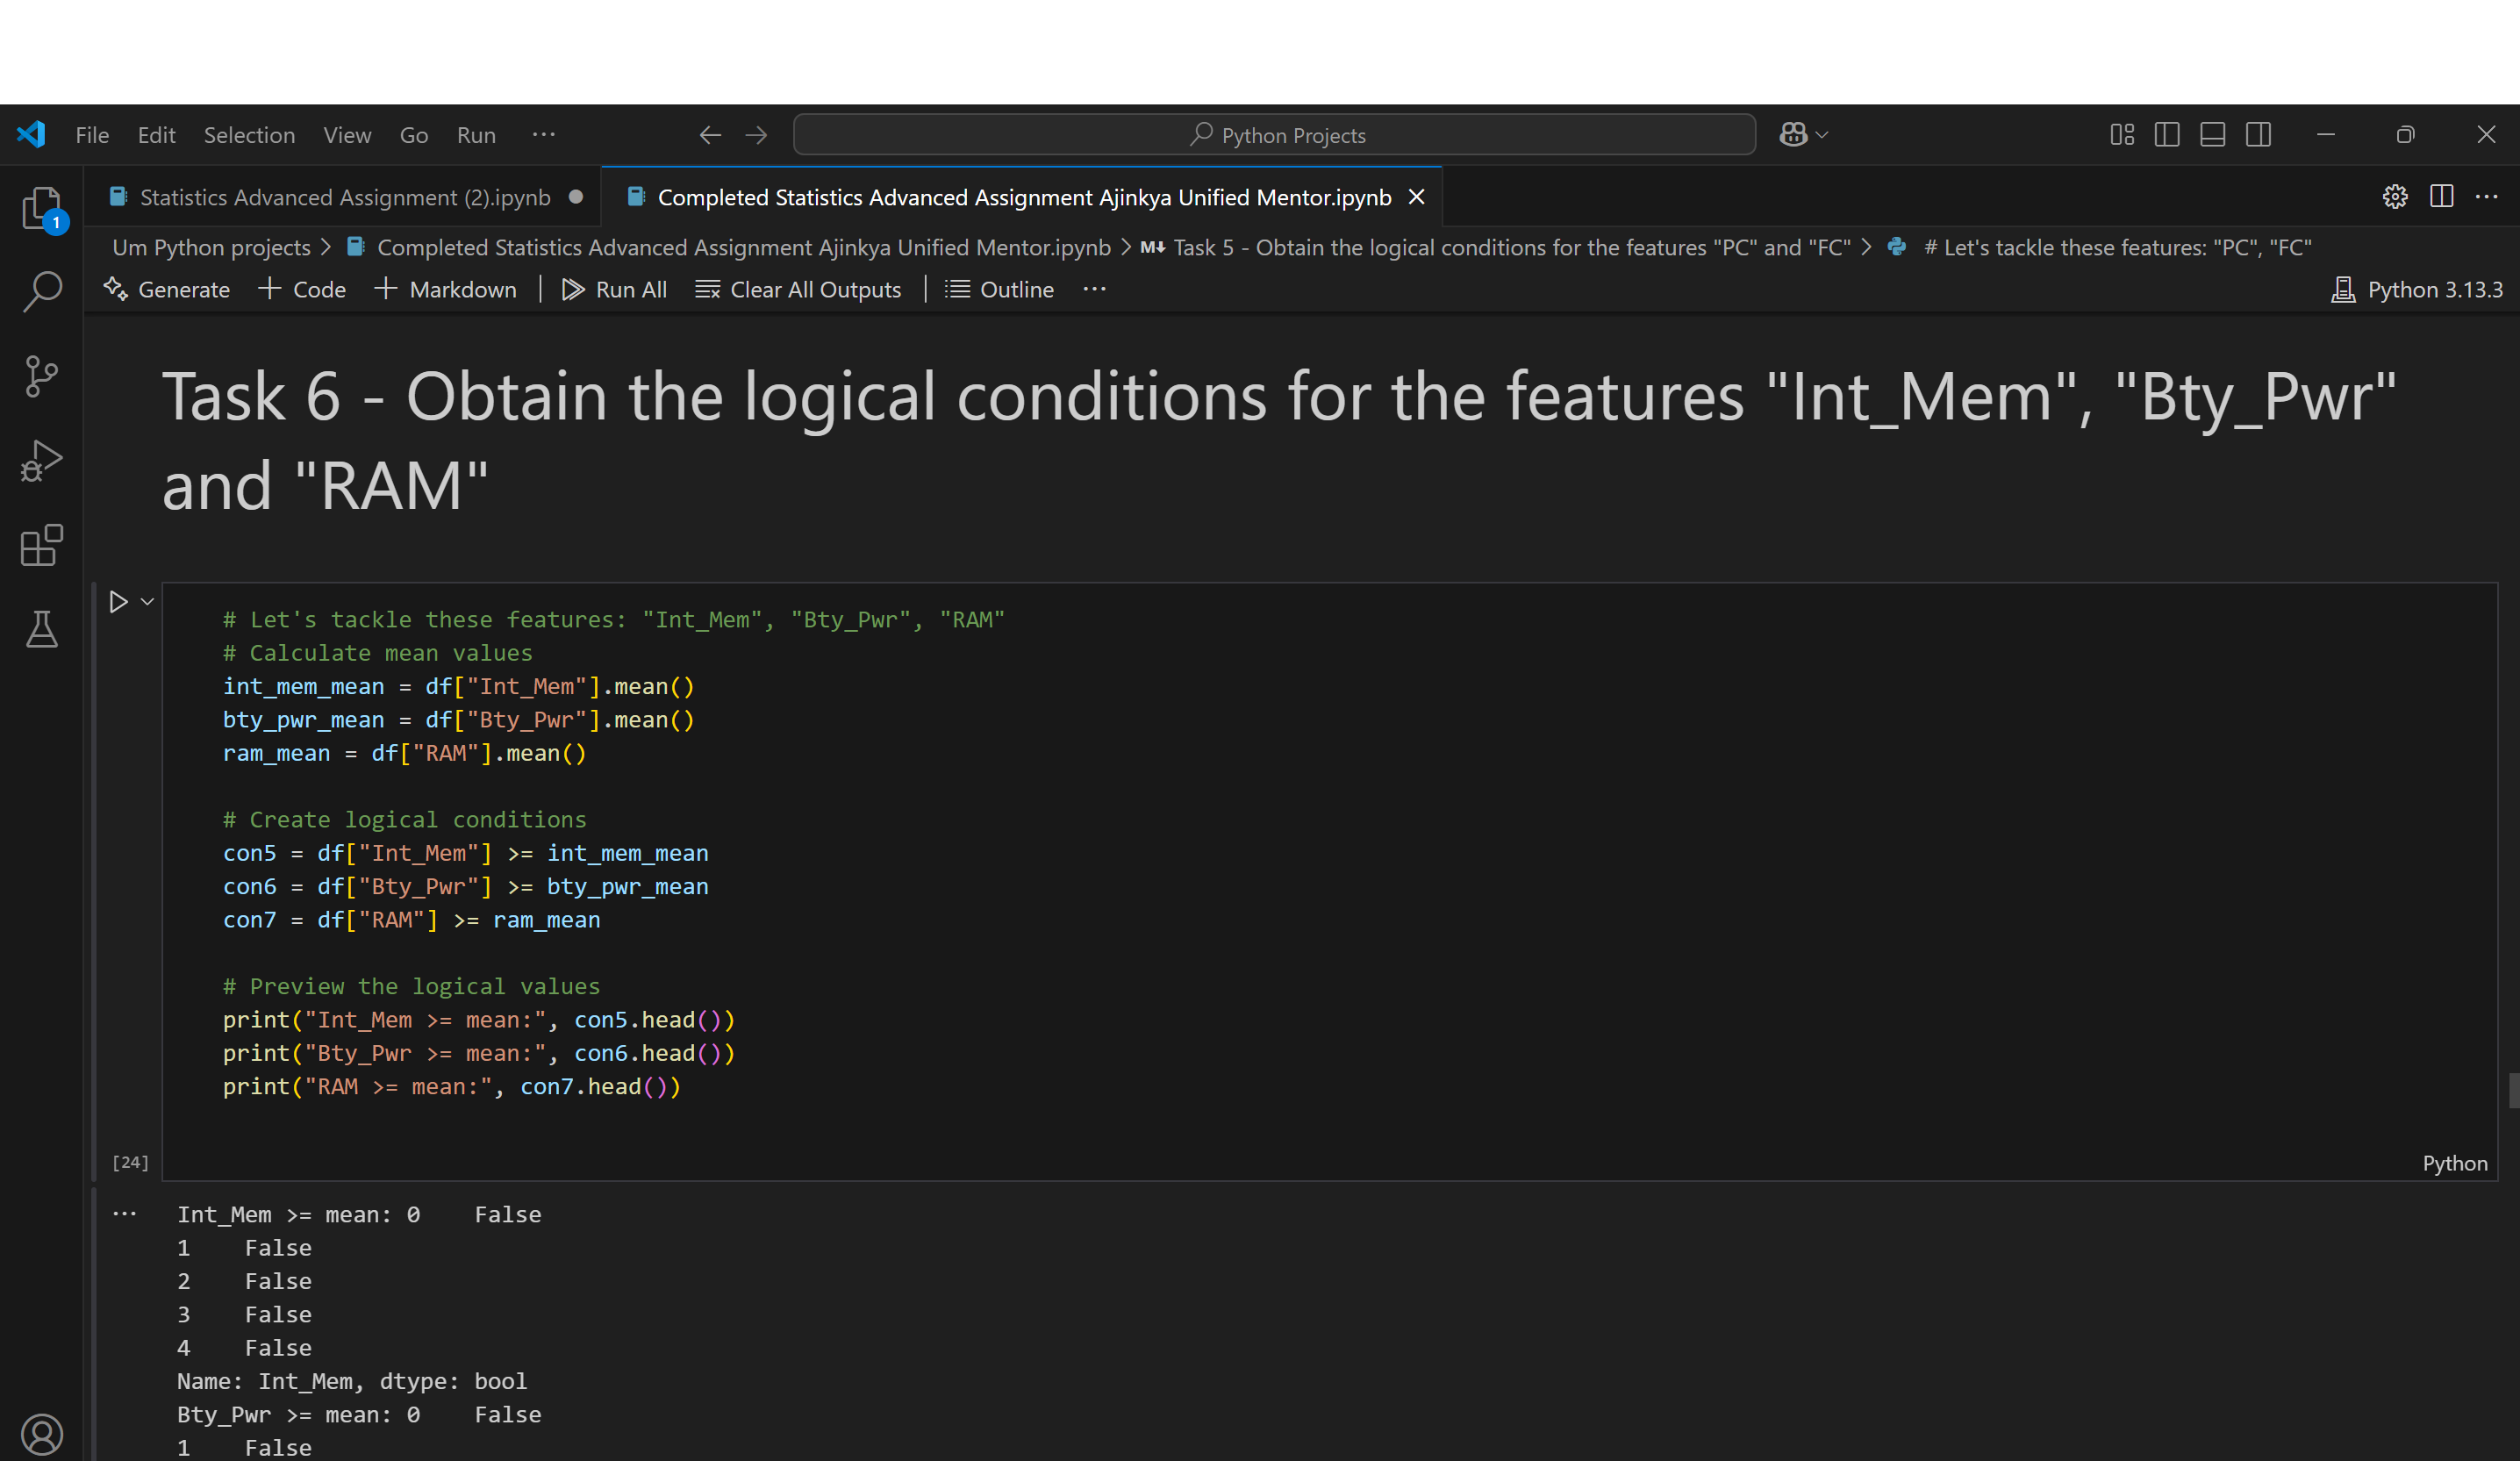 File Edit Selection View Go Run ···
Python Projects
Statistics Advanced Assignment (2).ipynb
Completed Statistics Advanced Assignment Ajinkya Unified Mentor.ipynb
1
Um Python projects > Completed Statistics Advanced Assignment Ajinkya Unified Mentor.ipynb > M↓ Task 5 - Obtain the logical conditions for the features "PC" and "FC" > # Let's tackle these features: "PC", "FC"
Generate + Code + Markdown | Run All Clear All Outputs | Outline ··· Python 3.13.3
Task 6 - Obtain the logical conditions for the features "Int_Mem", "Bty_Pwr"
and "RAM"
# Let's tackle these features: "Int_Mem", "Bty_Pwr", "RAM"
# Calculate mean values
int_mem_mean = df["Int_Mem"].mean()
bty_pwr_mean = df["Bty_Pwr"].mean()
ram_mean = df["RAM"].mean()
# Create logical conditions
con5 = df["Int_Mem"] >= int_mem_mean
con6 = df["Bty_Pwr"] >= bty_pwr_mean
con7 = df["RAM"] >= ram_mean
# Preview the logical values
print("Int_Mem >= mean:", con5.head())
print("Bty_Pwr >= mean:", con6.head())
print("RAM >= mean:", con7.head())
[24]
Python
··· Int_Mem >= mean: 0    False
1    False
2    False
3    False
4    False
Name: Int_Mem, dtype: bool
Bty_Pwr >= mean: 0    False
1    False